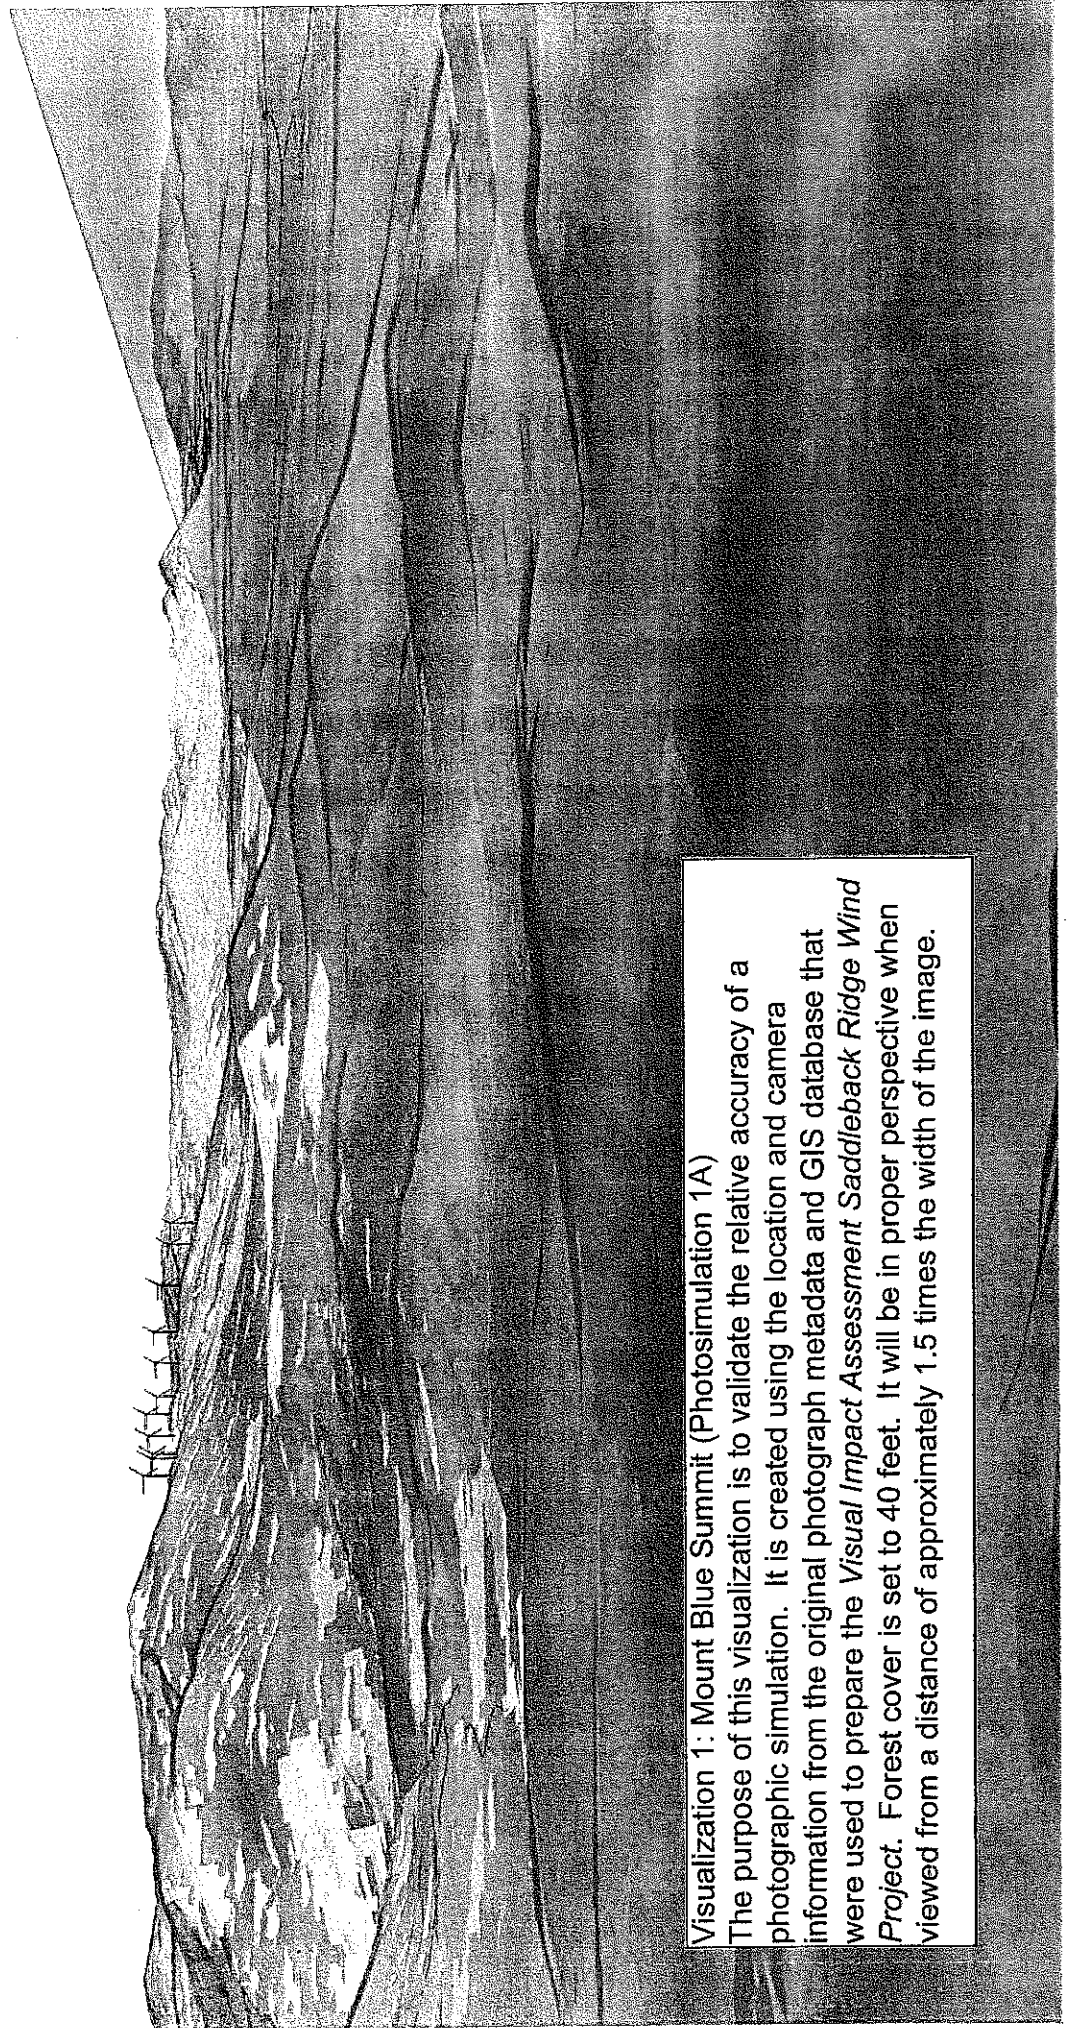 Visualization 1: Mount Blue Summit (Photosimulation 1A)
The purpose of this visualization is to validate the relative accuracy of a
photographic simulation.  It is created using the location and camera
information from the original photograph metadata and GIS database that
were used to prepare the Visual Impact Assessment Saddleback Ridge Wind
Project.  Forest cover is set to 40 feet.  It will be in proper perspective when
viewed from a distance of approximately 1.5 times the width of the image.